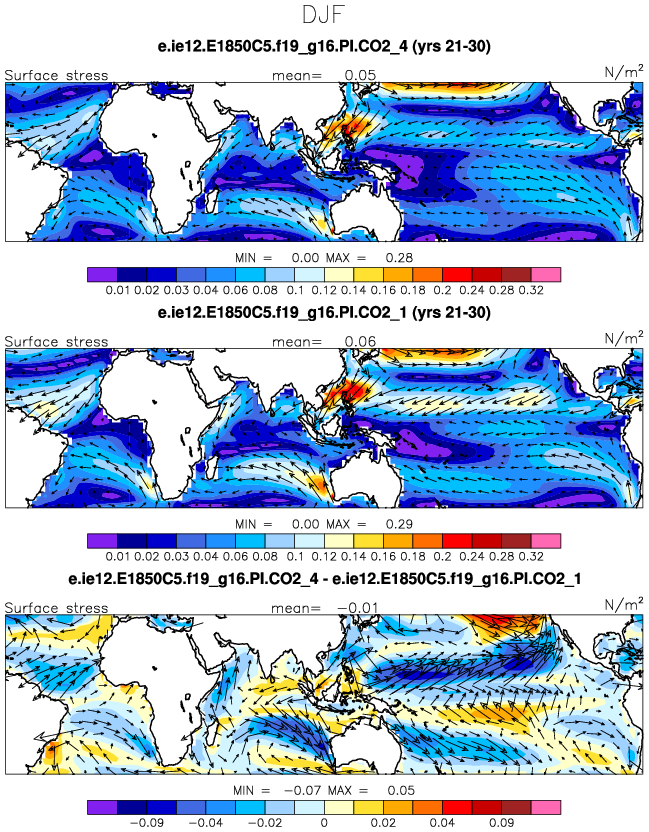 DJF
e.ie12.E1850C5.f19_g16.PI.CO2_4 (yrs 21-30)
Surface stress mean= 0.05 N/m²
MIN = 0.00 MAX = 0.28
0.01 0.02 0.03 0.04 0.06 0.08 0.1 0.12 0.14 0.16 0.18 0.2 0.24 0.28 0.32
e.ie12.E1850C5.f19_g16.PI.CO2_1 (yrs 21-30)
Surface stress mean= 0.06 N/m²
MIN = 0.00 MAX = 0.29
0.01 0.02 0.03 0.04 0.06 0.08 0.1 0.12 0.14 0.16 0.18 0.2 0.24 0.28 0.32
e.ie12.E1850C5.f19_g16.PI.CO2_4 - e.ie12.E1850C5.f19_g16.PI.CO2_1
Surface stress mean= −0.01 N/m²
MIN = −0.07 MAX = 0.05
−0.09 −0.04 −0.02 0 0.02 0.04 0.09